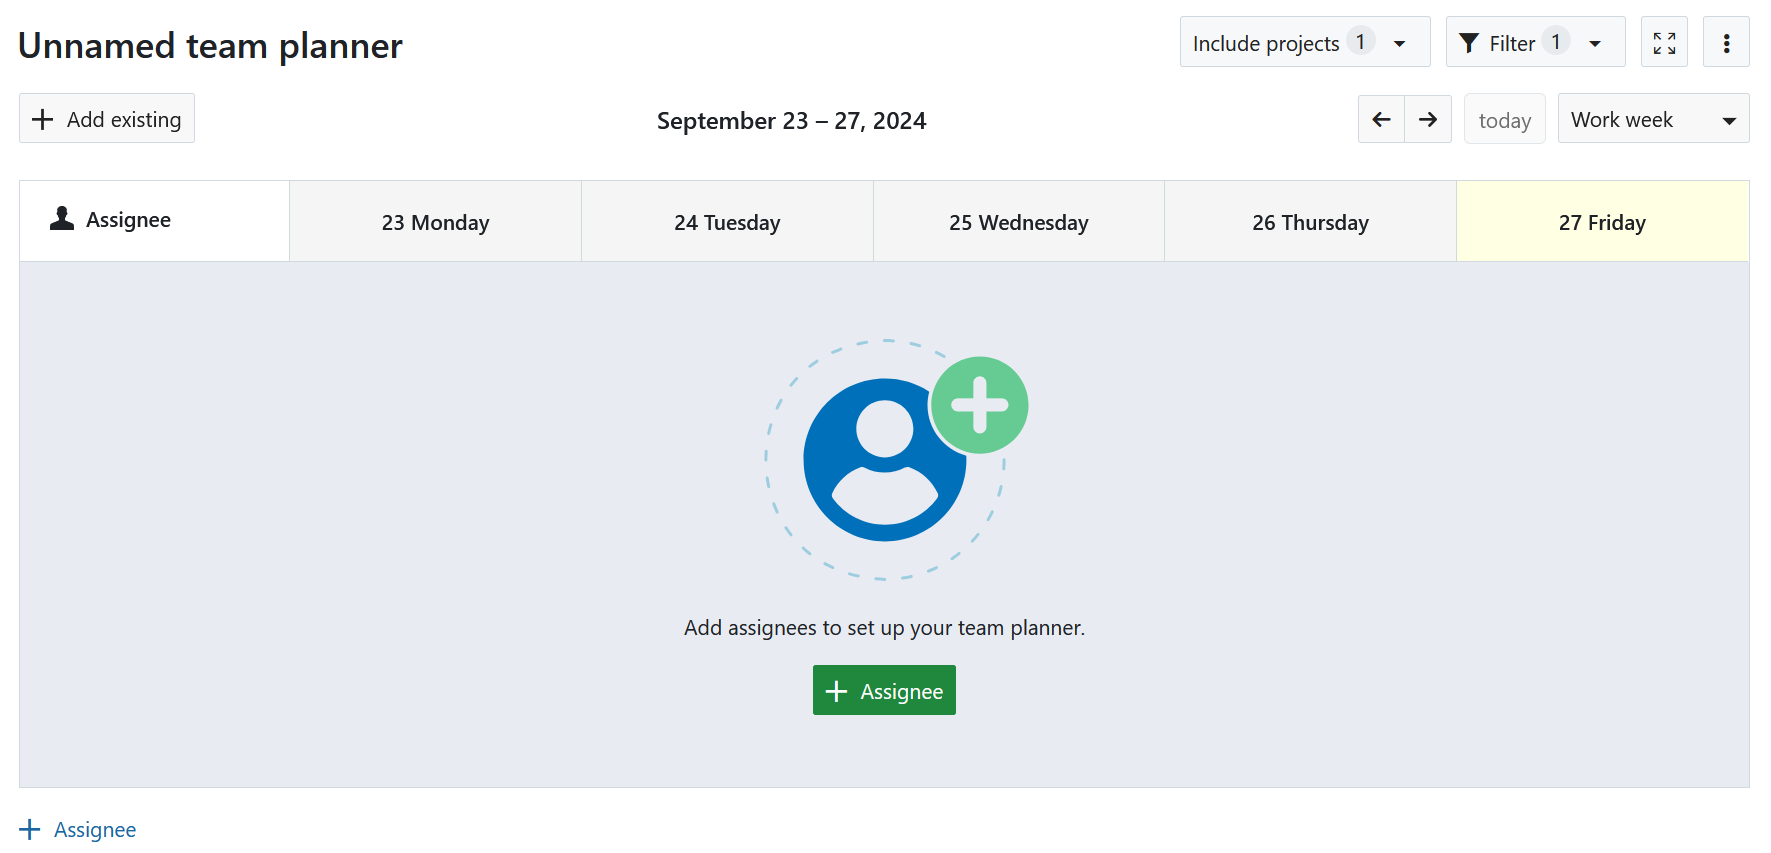 Unnamed team planner
Include projects 1
Filter 1
Add existing
September 23 – 27, 2024
today
Work week
Assignee
23 Monday
24 Tuesday
25 Wednesday
26 Thursday
27 Friday
Add assignees to set up your team planner.
Assignee
Assignee